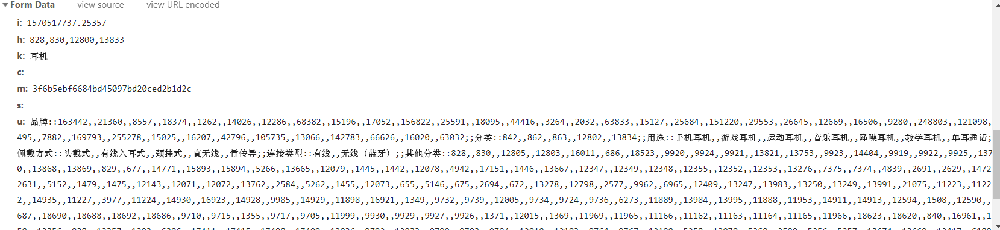 Form Data view source view URL encoded
i: 1570517737.25357
h: 828,830,12800,13833
k: 耳机
c:
m: 3f6b5ebf6684bd45097bd20ced2b1d2c
s:
u: 品牌::163442,,21360,,8557,,18374,,1262,,14026,,12286,,68382,,15196,,17052,,156822,,25591,,18095,,44416,,3264,,2032,,63833,,15127,,25684,,151220,,29553,,26645,,12669,,16506,,9280,,248803,,121098,
495,,7882,,169793,,255278,,15025,,16207,,42796,,105735,,13066,,142783,,66626,,16020,,63032;;分类::842,,862,,863,,12802,,13834;;用途::手机耳机,,游戏耳机,,运动耳机,,音乐耳机,,降噪耳机,,教学耳机,,单耳通话;
佩戴方式::头戴式,,有线入耳式,,颈挂式,,直无线,,骨传导;;连接类型::有线,,无线（蓝牙）;;其他分类::828,,830,,12805,,12803,,16011,,686,,18523,,9920,,9924,,9921,,13821,,13753,,9923,,14404,,9919,,9922,,9925,,1370
0,,13868,,13869,,829,,677,,14771,,15893,,15894,,5266,,13665,,12079,,1445,,1442,,12078,,4942,,17151,,1446,,13667,,12347,,12349,,12348,,12355,,12352,,12353,,13276,,7375,,7374,,4839,,2691,,2629,,1472
2631,,5152,,1479,,1475,,12143,,12071,,12072,,13762,,2584,,5262,,1455,,12073,,655,,5146,,675,,2694,,672,,13278,,12798,,2577,,9962,,6965,,12409,,13247,,13983,,13250,,13249,,13991,,21075,,11223,,1122
2,,14935,,11227,,3977,,11224,,14930,,16923,,14928,,9985,,14929,,11898,,16921,,1349,,9732,,9739,,12005,,9734,,9724,,9736,,6273,,11889,,13984,,13995,,11888,,11953,,14911,,14913,,12594,,1508,,12590,,
687,,18690,,18688,,18692,,18686,,9710,,9715,,1355,,9717,,9705,,11999,,9930,,9929,,9927,,9926,,1371,,12015,,1369,,11969,,11965,,11166,,11162,,11163,,11164,,11165,,11966,,18623,,18620,,840,,16961,,1